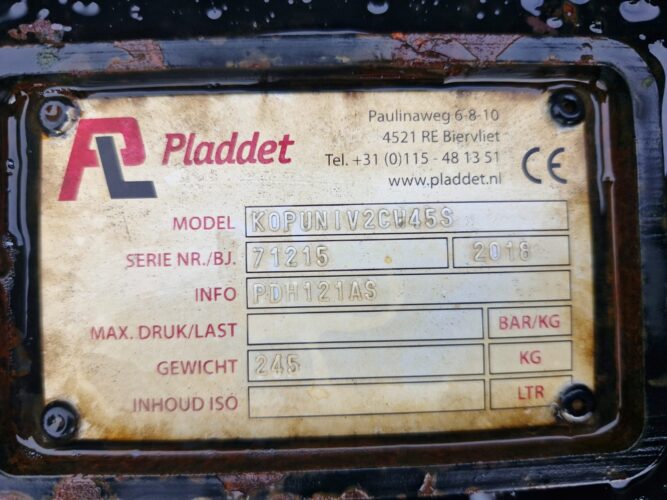 Paulinaweg 6-8-10
4521 RE Biervliet
Tel. +31 (0)115 - 48 13 51
www.pladdet.nl
PL Pladdet CE
MODEL KOPUNIV2CW45S
SERIE NR./BJ. 71215 2018
INFO PDH121AS
MAX. DRUK/LAST BAR/KG
GEWICHT 245 KG
INHOUD ISO LTR